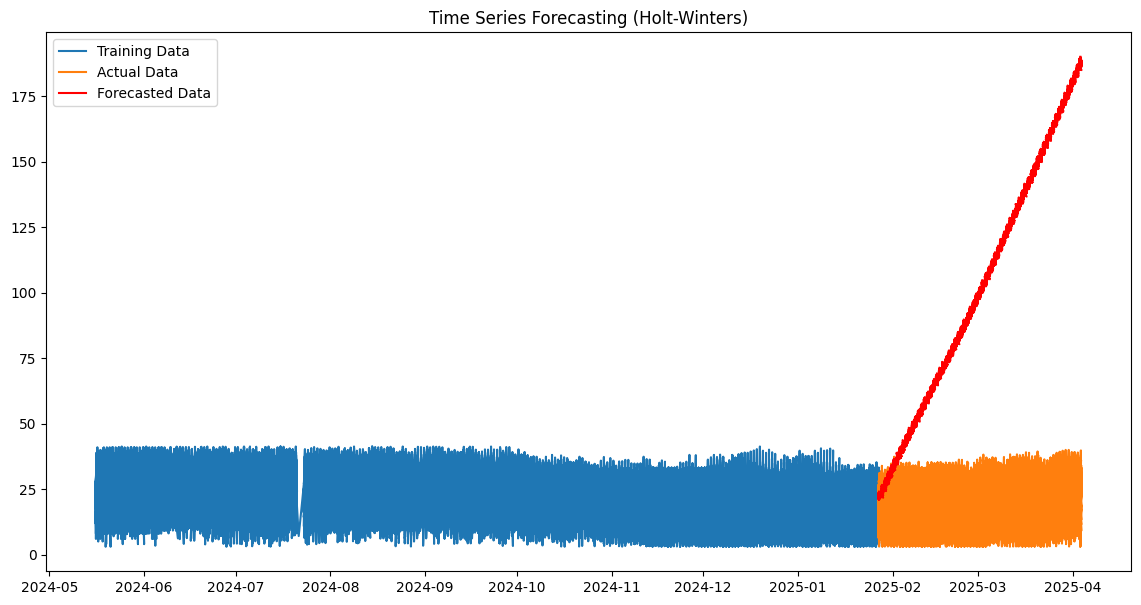 Time Series Forecasting (Holt-Winters)
Training Data
Actual Data
Forecasted Data
175
150
125
100
75
50
25
0
2024-05 2024-06 2024-07 2024-08 2024-09 2024-10 2024-11 2024-12 2025-01 2025-02 2025-03 2025-04